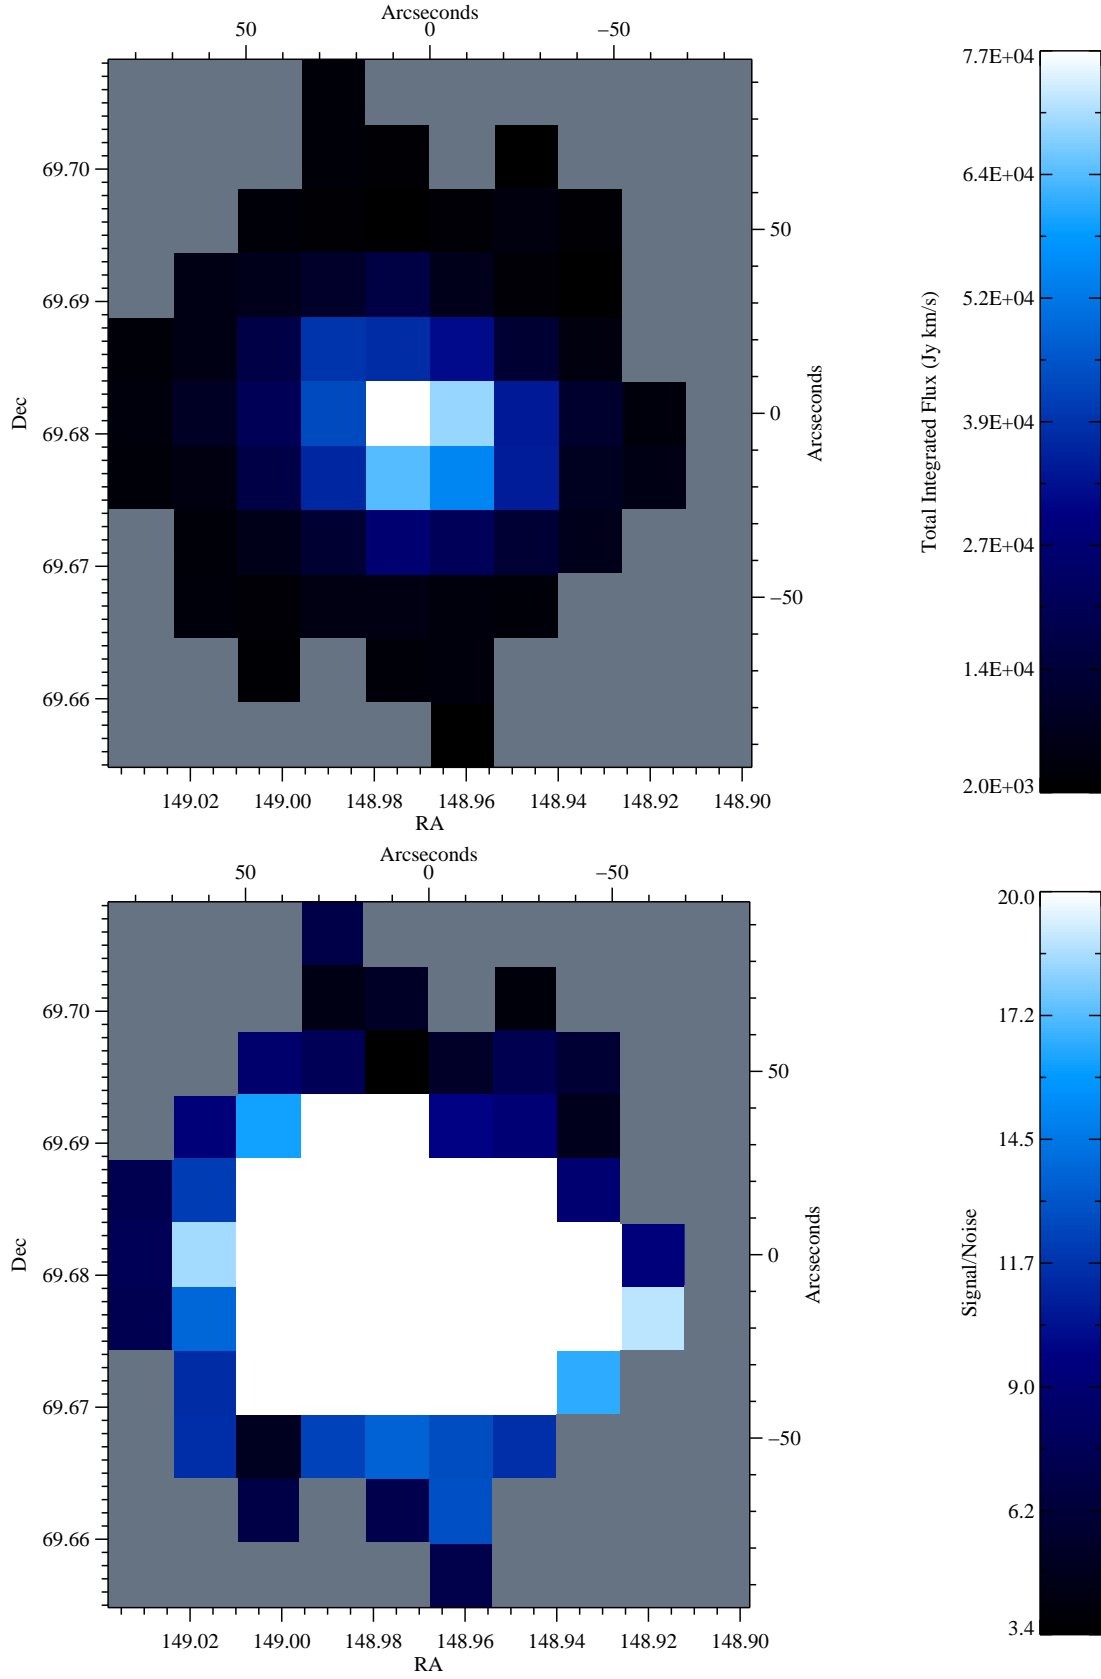 Arcseconds
50 0 −50
7.7E+04
69.70
6.4E+04
50
69.69
5.2E+04
Dec
Arcseconds
Total Integrated Flux (Jy km/s)
0
3.9E+04
69.68
2.7E+04
69.67
−50
1.4E+04
69.66
2.0E+03
149.02 149.00 148.98 148.96 148.94 148.92 148.90
RA
Arcseconds
50 0 −50
20.0
69.70
17.2
50
69.69
14.5
Dec
Arcseconds
Signal/Noise
0
11.7
69.68
9.0
69.67
−50
6.2
69.66
3.4
149.02 149.00 148.98 148.96 148.94 148.92 148.90
RA